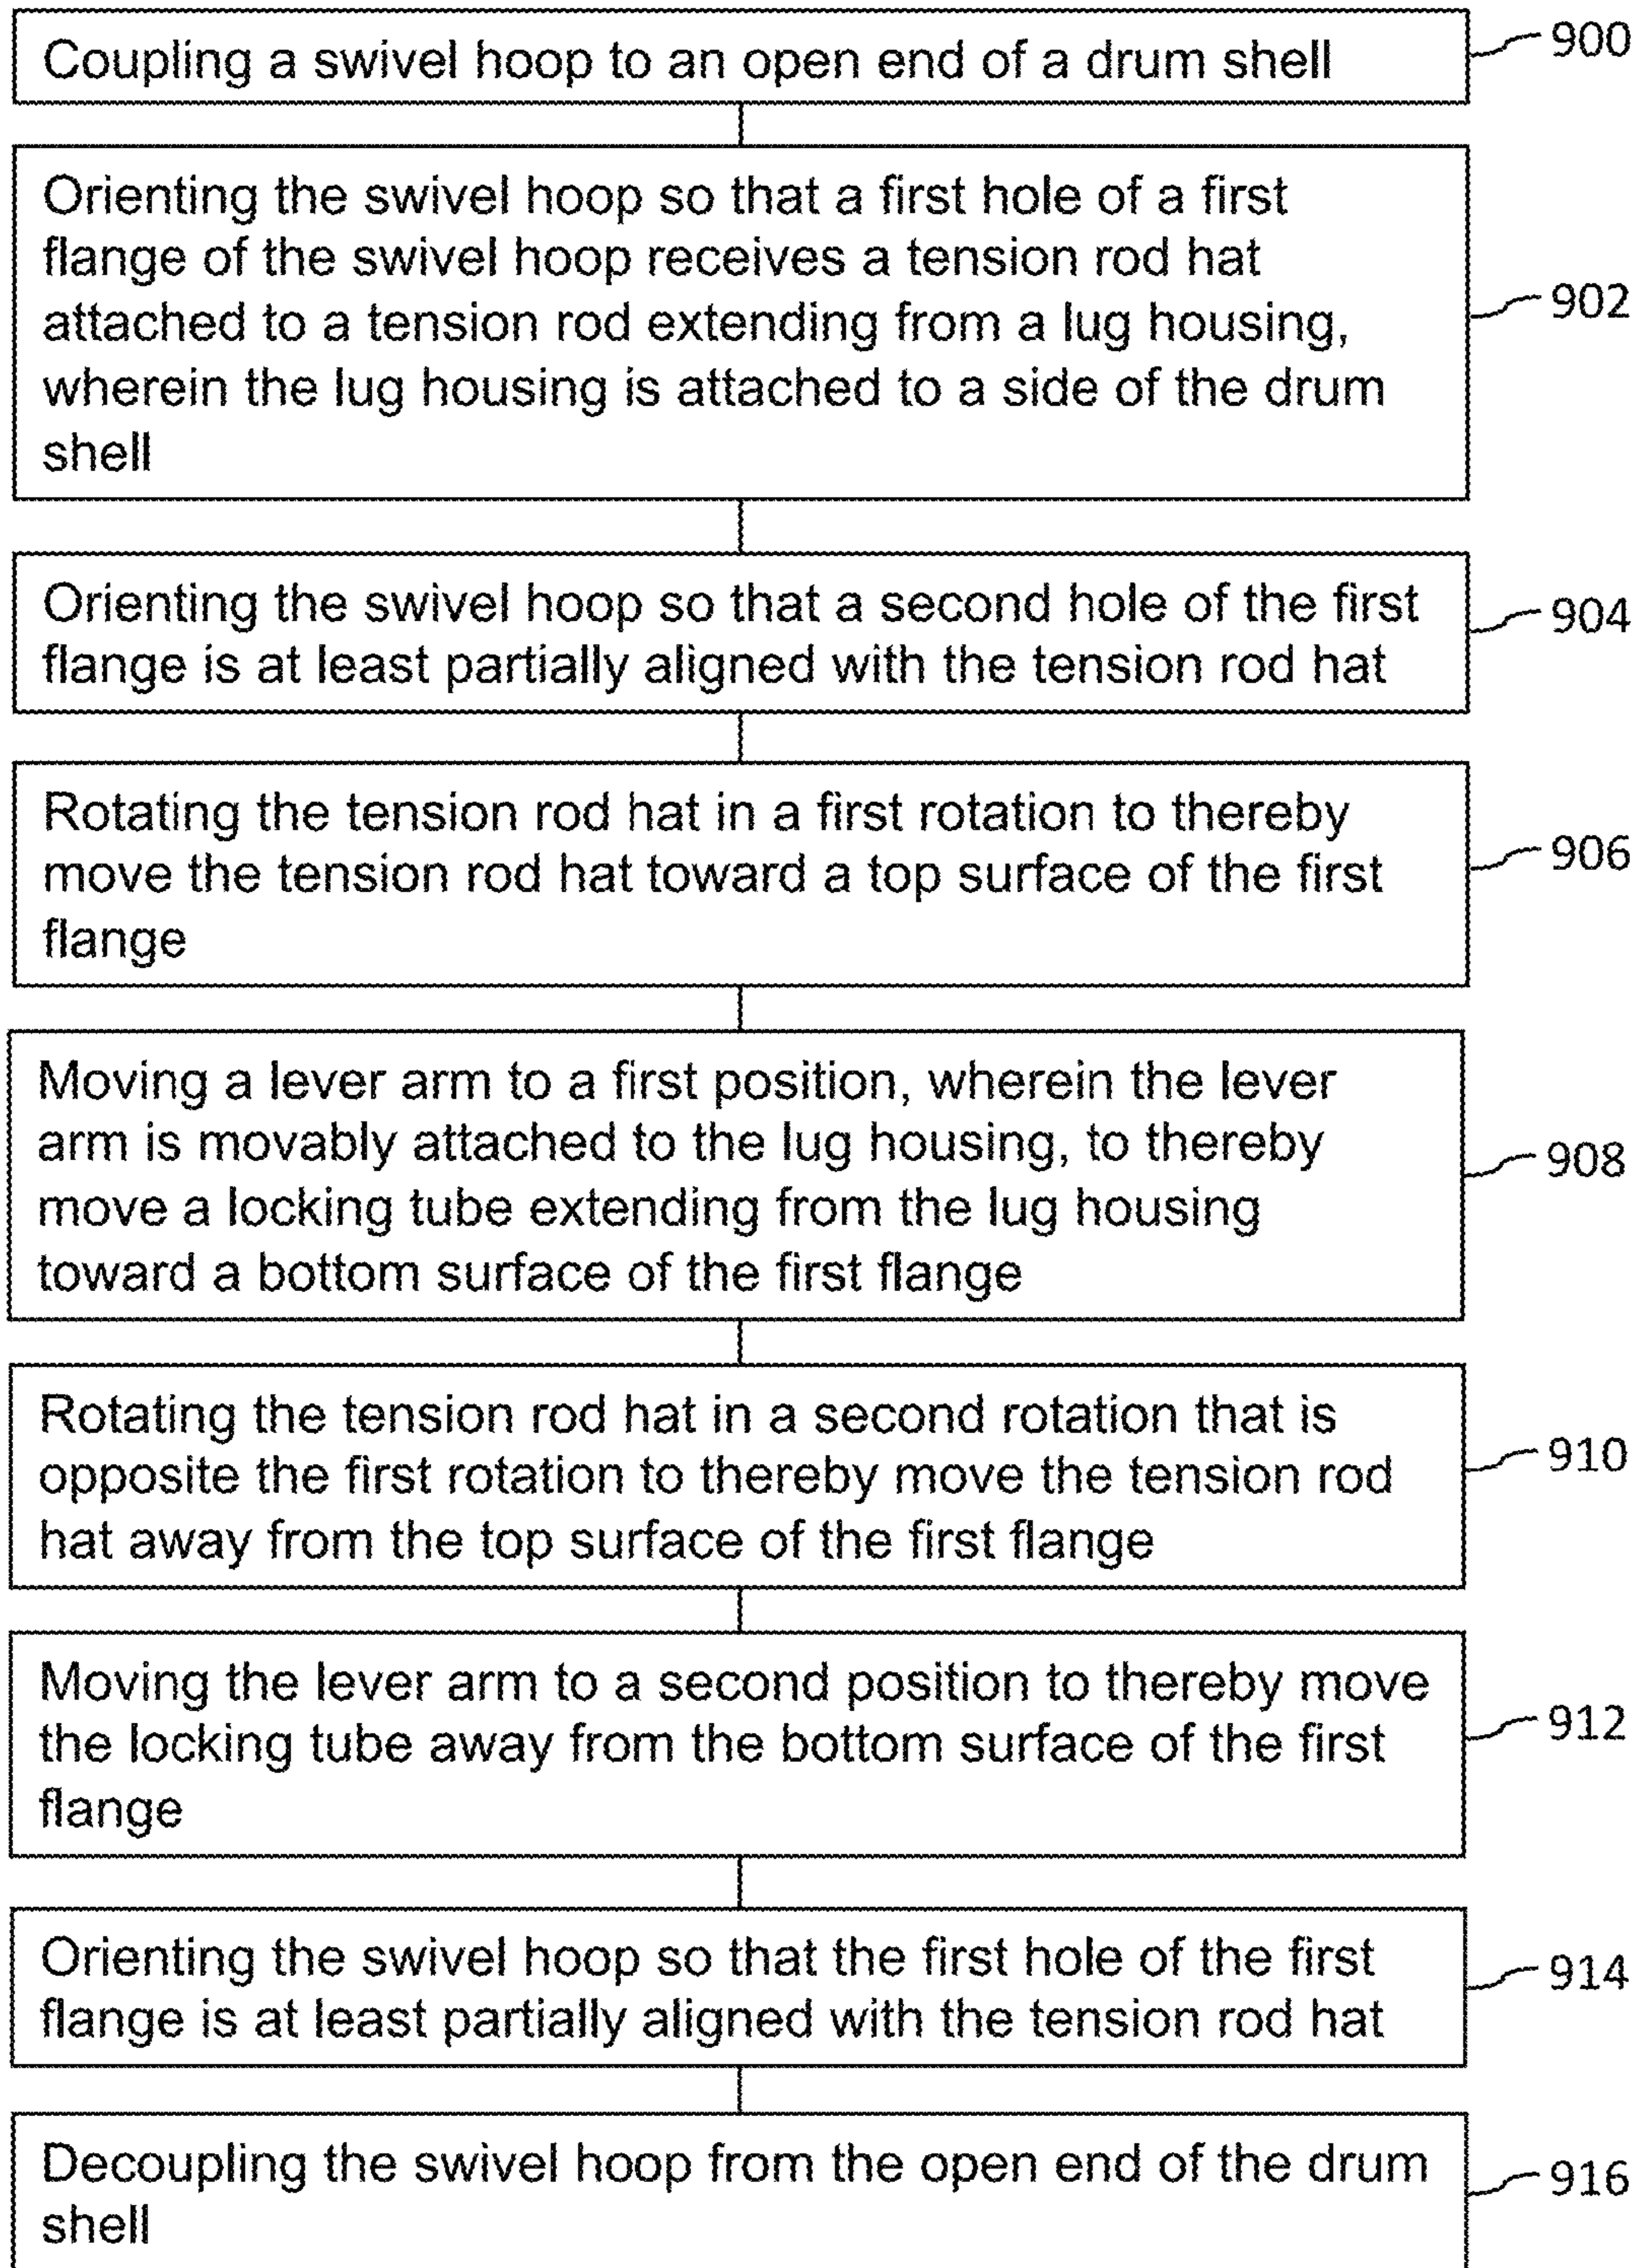 Coupling a swivel hoop to an open end of a drum shell
900
Orienting the swivel hoop so that a first hole of a first
flange of the swivel hoop receives a tension rod hat
attached to a tension rod extending from a lug housing,
wherein the lug housing is attached to a side of the drum
shell
902
Orienting the swivel hoop so that a second hole of the first
flange is at least partially aligned with the tension rod hat
904
Rotating the tension rod hat in a first rotation to thereby
move the tension rod hat toward a top surface of the first
flange
906
Moving a lever arm to a first position, wherein the lever
arm is movably attached to the lug housing, to thereby
move a locking tube extending from the lug housing
toward a bottom surface of the first flange
908
Rotating the tension rod hat in a second rotation that is
opposite the first rotation to thereby move the tension rod
hat away from the top surface of the first flange
910
Moving the lever arm to a second position to thereby move
the locking tube away from the bottom surface of the first
flange
912
Orienting the swivel hoop so that the first hole of the first
flange is at least partially aligned with the tension rod hat
914
Decoupling the swivel hoop from the open end of the drum
shell
916